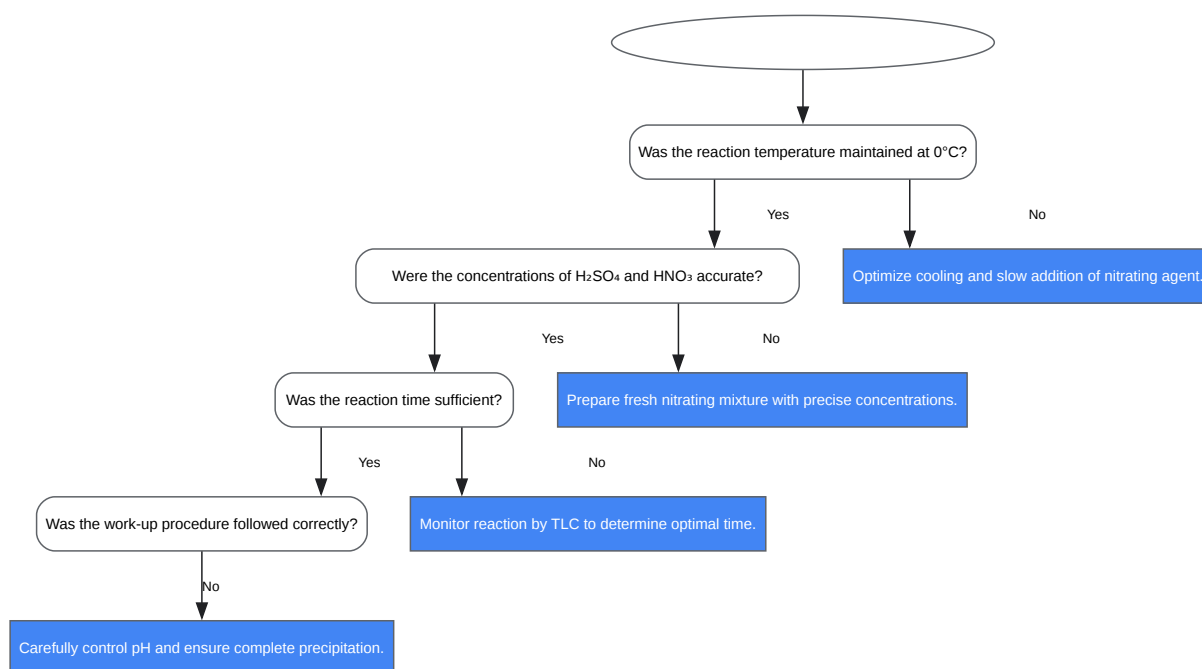 Was the reaction temperature maintained at 0°C?
Yes
No
Were the concentrations of H₂SO₄ and HNO₃ accurate?
Optimize cooling and slow addition of nitrating agent.
Yes
No
Was the reaction time sufficient?
Prepare fresh nitrating mixture with precise concentrations.
Yes
No
Was the work-up procedure followed correctly?
Monitor reaction by TLC to determine optimal time.
No
Carefully control pH and ensure complete precipitation.